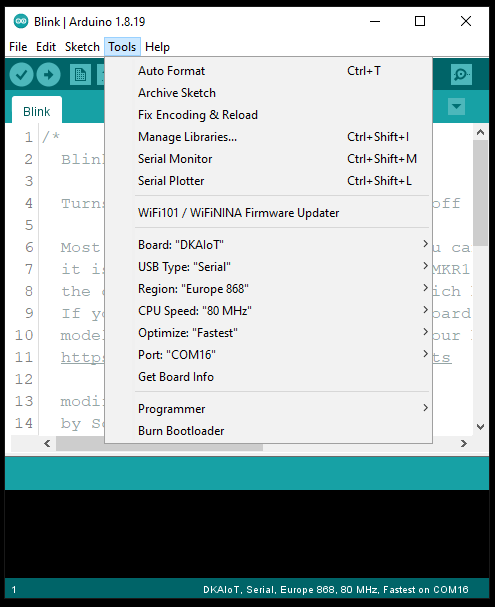 Blink | Arduino 1.8.19
File Edit Sketch Tools Help
Auto Format Ctrl+T
Archive Sketch
Fix Encoding & Reload
Manage Libraries... Ctrl+Shift+I
Serial Monitor Ctrl+Shift+M
Serial Plotter Ctrl+Shift+L
WiFi101 / WiFiNINA Firmware Updater
Board: "DKAIoT"
USB Type: "Serial"
Region: "Europe 868"
CPU Speed: "80 MHz"
Optimize: "Fastest"
Port: "COM16"
Get Board Info
Programmer
Burn Bootloader
Blink
1 /*
2 Blin
3
4 Turns off
5
6 Most u ca
7 it is MKR1
8 the ich
9 If yo oard
10 model our
11 https ts
12
13 modi
14 by S
1 DKAIoT, Serial, Europe 868, 80 MHz, Fastest on COM16